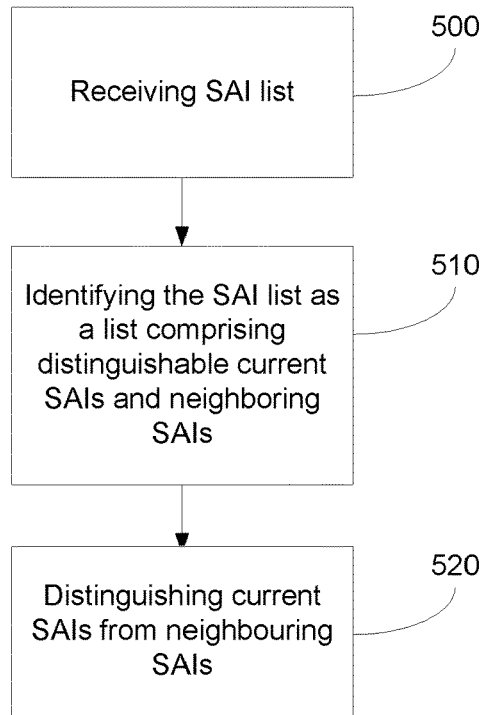 500
Receiving SAI list
510
Identifying the SAI list as
a list comprising
distinguishable current
SAIs and neighboring
SAIs
520
Distinguishing current
SAIs from neighbouring
SAIs